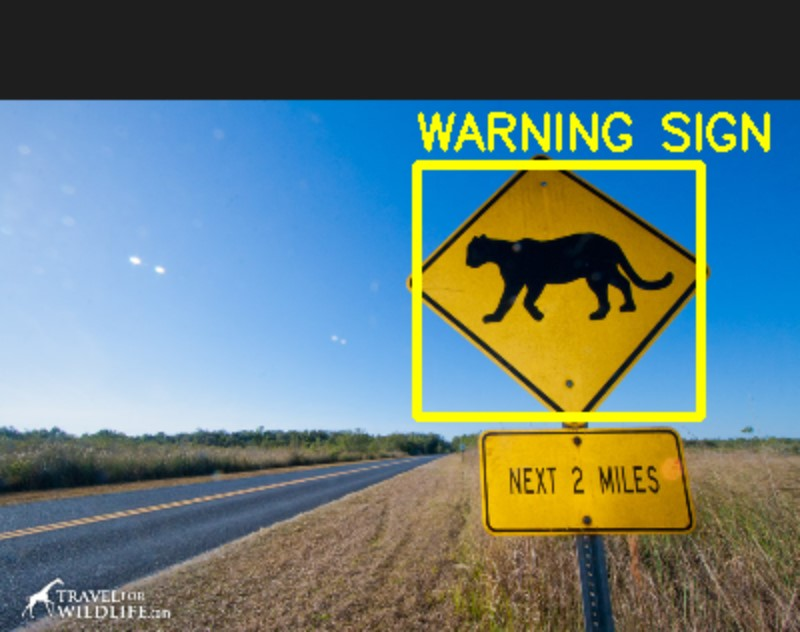 WARNING SIGN
NEXT 2 MILES
TRAVEL FOR
WILDLIFE.com